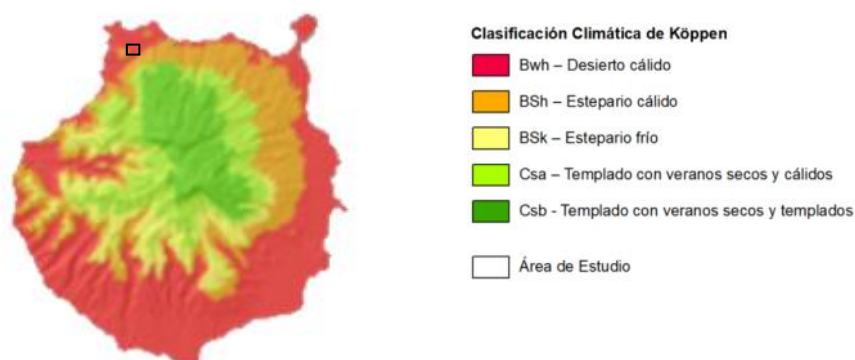 Clasificación Climática de Köppen
Bwh – Desierto cálido
BSh – Estepario cálido
BSk – Estepario frío
Csa – Templado con veranos secos y cálidos
Csb - Templado con veranos secos y templados
Área de Estudio